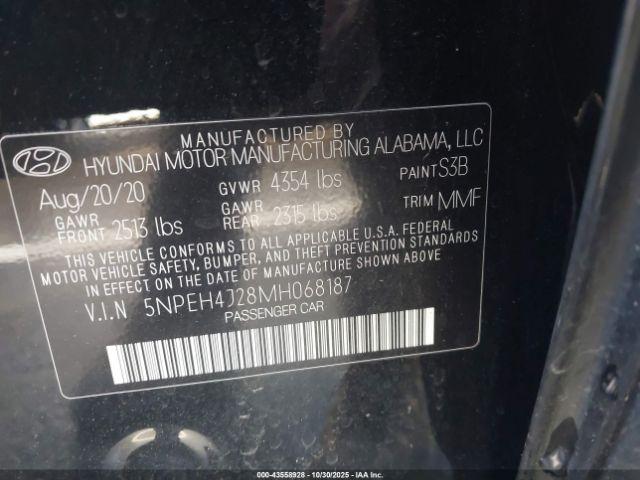 MANUFACTURED BY
HYUNDAI MOTOR MANUFACTURING ALABAMA, LLC
Aug/20/20 GVWR 4354 lbs PAINT S3B
GAWR FRONT 2513 lbs GAWR REAR 2315 lbs TRIM MMF
THIS VEHICLE CONFORMS TO ALL APPLICABLE U.S.A. FEDERAL
MOTOR VEHICLE SAFETY, BUMPER, AND THEFT PREVENTION STANDARDS
IN EFFECT ON THE DATE OF MANUFACTURE SHOWN ABOVE.
V.I.N 5NPEH4J28MH068187
PASSENGER CAR
000-43558928 - 10/30/2025 - IAA Inc.